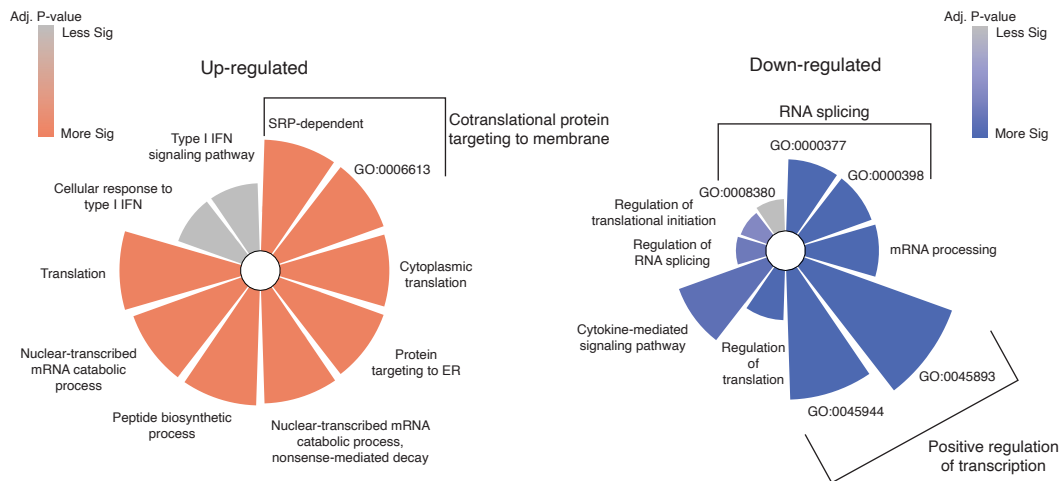 Adj. P-value
Less Sig
More Sig
Up-regulated
SRP-dependent
Cotranslational protein
targeting to membrane
GO:0006613
Type I IFN
signaling pathway
Cellular response to
type I IFN
Translation
Cytoplasmic
translation
Nuclear-transcribed
mRNA catabolic
process
Protein
targeting to ER
Peptide biosynthetic
process
Nuclear-transcribed mRNA
catabolic process,
nonsense-mediated decay
Adj. P-value
Less Sig
More Sig
Down-regulated
RNA splicing
GO:0000377
GO:0000398
GO:0008380
Regulation of
translational initiation
Regulation of
RNA splicing
mRNA processing
Cytokine-mediated
signaling pathway
Regulation
of
translation
GO:0045893
GO:0045944
Positive regulation
of transcription